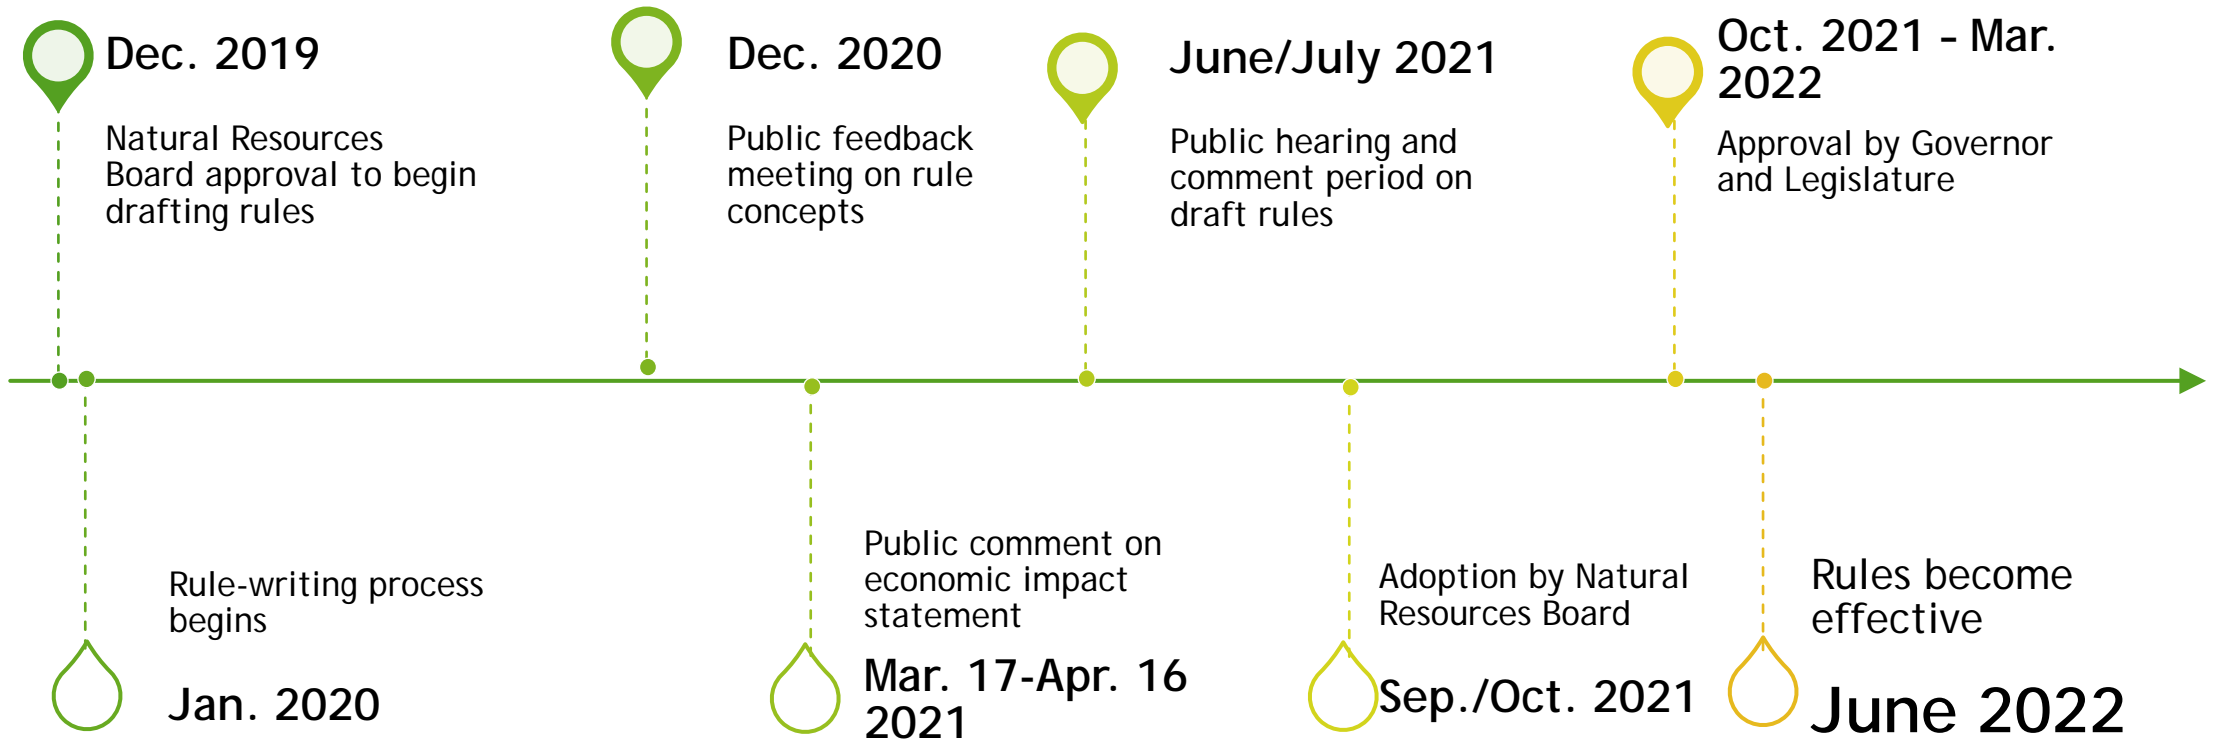 Dec. 2019
Natural Resources
Board approval to begin
drafting rules
Dec. 2020
Public feedback
meeting on rule
concepts
June/July 2021
Public hearing and
comment period on
draft rules
Oct. 2021 - Mar.
2022
Approval by Governor
and Legislature
Rule-writing process
begins
Jan. 2020
Public comment on
economic impact
statement
Mar. 17-Apr. 16
2021
Adoption by Natural
Resources Board
Sep./Oct. 2021
Rules become
effective
June 2022